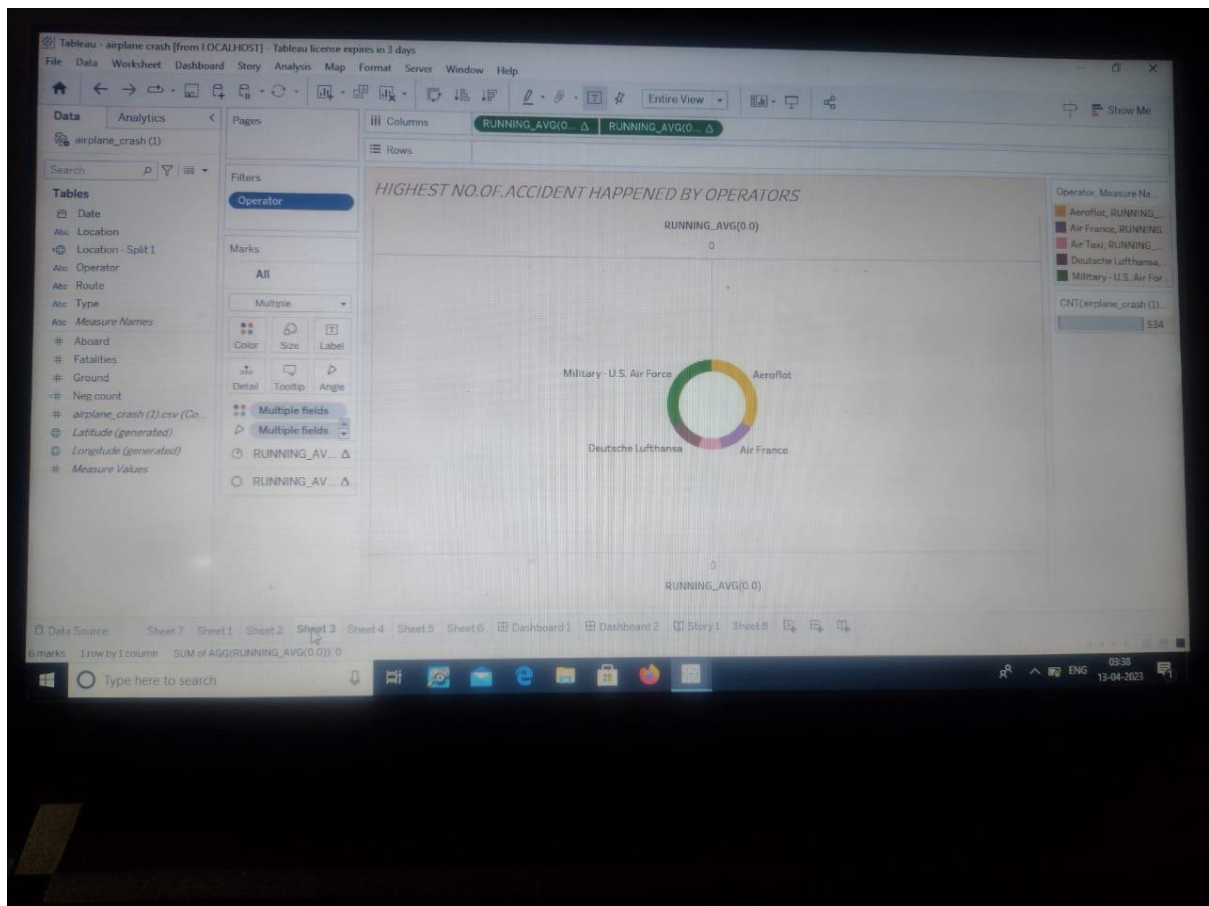 Tableau - airplane crash [from LOCALHOST] - Tableau license expires in 3 days
File Data Worksheet Dashboard Story Analysis Map Format Server Window Help
Entire View
Show Me
Data Analytics
airplane_crash (1)
Search
Tables
Date
Abc Location
Location - Split 1
Abc Operator
Abc Route
Abc Type
Abc Measure Names
# Aboard
# Fatalities
# Ground
# Neg count
# airplane_crash (1).csv (Co...
Latitude (generated)
Longitude (generated)
# Measure Values
Pages
Filters
Operator
Marks
All
Multiple
Color Size Label
Detail Tooltip Angle
Multiple fields
Multiple fields
RUNNING_AV... Δ
RUNNING_AV... Δ
iii Columns
RUNNING_AVG(0... Δ RUNNING_AVG(0... Δ
Rows
HIGHEST NO.OF.ACCIDENT HAPPENED BY OPERATORS
RUNNING_AVG(0.0)
0
Military - U.S. Air Force
Aeroflot
Deutsche Lufthansa
Air France
0
RUNNING_AVG(0.0)
Operator, Measure Na...
Aeroflot, RUNNING_...
Air France, RUNNING...
Air Taxi, RUNNING_...
Deutsche Lufthansa,...
Military - U.S. Air For...
CNT(airplane_crash (1)...
534
Data Source Sheet 7 Sheet 1 Sheet 2 Sheet 3 Sheet 4 Sheet 5 Sheet 6 Dashboard 1 Dashboard 2 Story 1 Sheet 8
6 marks 1 row by 1 column SUM of AGG(RUNNING_AVG(0.0)): 0
Type here to search
ENG
03:38
13-04-2023